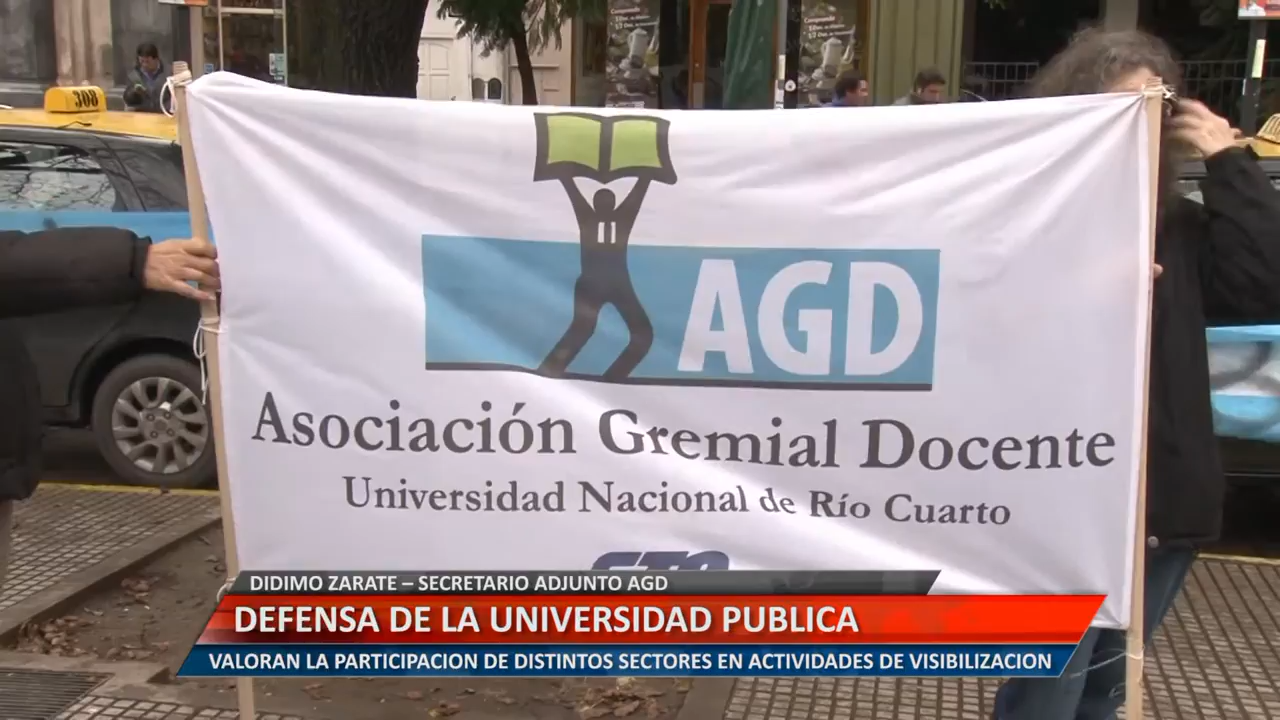 308
AGD
Asociación Gremial Docente
Universidad Nacional de Río Cuarto
DIDIMO ZARATE – SECRETARIO ADJUNTO AGD
DEFENSA DE LA UNIVERSIDAD PUBLICA
VALORAN LA PARTICIPACION DE DISTINTOS SECTORES EN ACTIVIDADES DE VISIBILIZACION